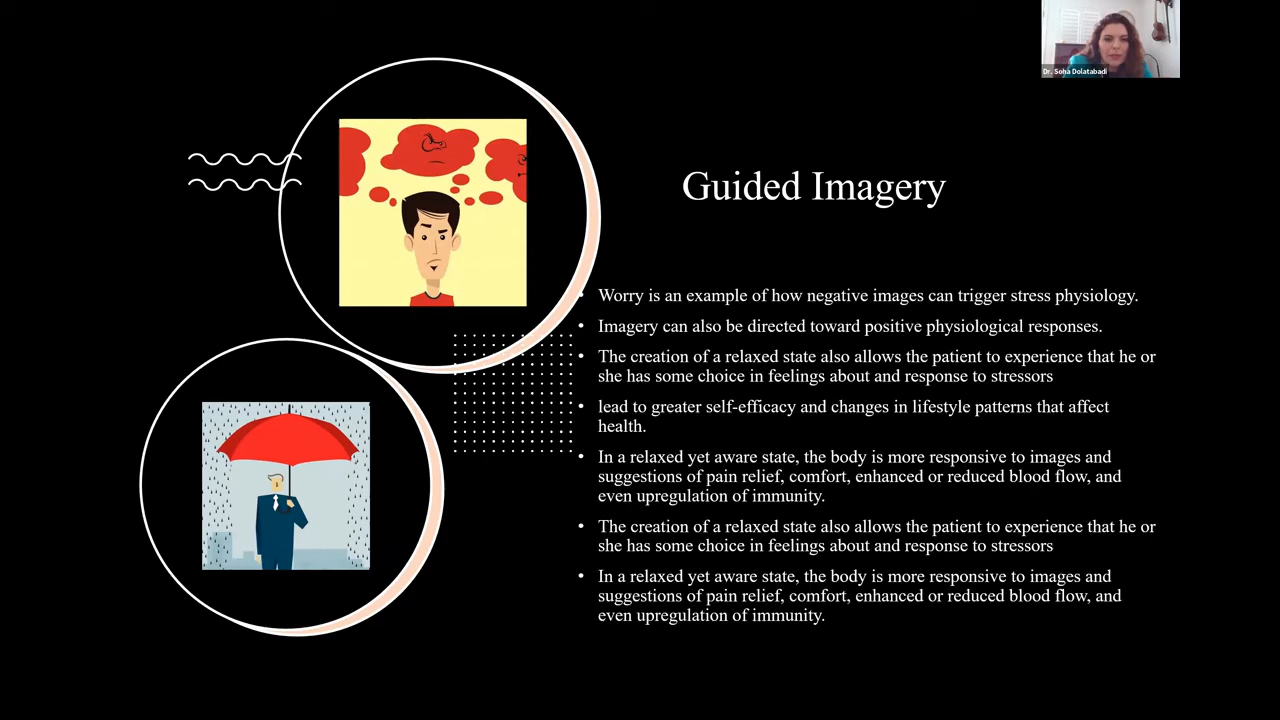 Dr. Soha Dolatabadi
Guided Imagery
• Worry is an example of how negative images can trigger stress physiology.
• Imagery can also be directed toward positive physiological responses.
• The creation of a relaxed state also allows the patient to experience that he or
she has some choice in feelings about and response to stressors
• lead to greater self-efficacy and changes in lifestyle patterns that affect
health.
• In a relaxed yet aware state, the body is more responsive to images and
suggestions of pain relief, comfort, enhanced or reduced blood flow, and
even upregulation of immunity.
• The creation of a relaxed state also allows the patient to experience that he or
she has some choice in feelings about and response to stressors
• In a relaxed yet aware state, the body is more responsive to images and
suggestions of pain relief, comfort, enhanced or reduced blood flow, and
even upregulation of immunity.